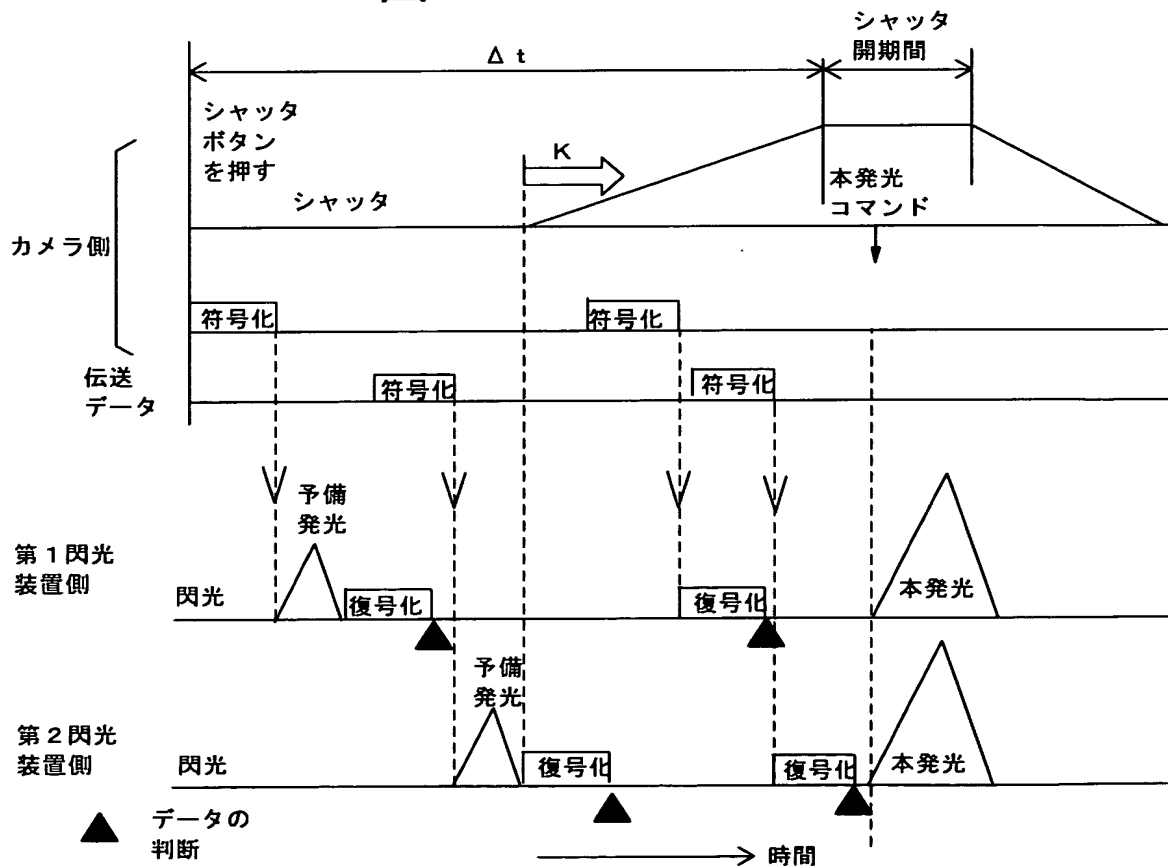 シャッタ
開期間
Δt
シャッタ
ボタン
を押す
K
本発光
コマンド
シャッタ
カメラ側
符号化
符号化
伝送
データ
符号化
符号化
予備
発光
第1閃光
装置側
閃光
復号化
復号化
本発光
予備
発光
第2閃光
装置側
閃光
復号化
復号化
本発光
データの
判断
時間